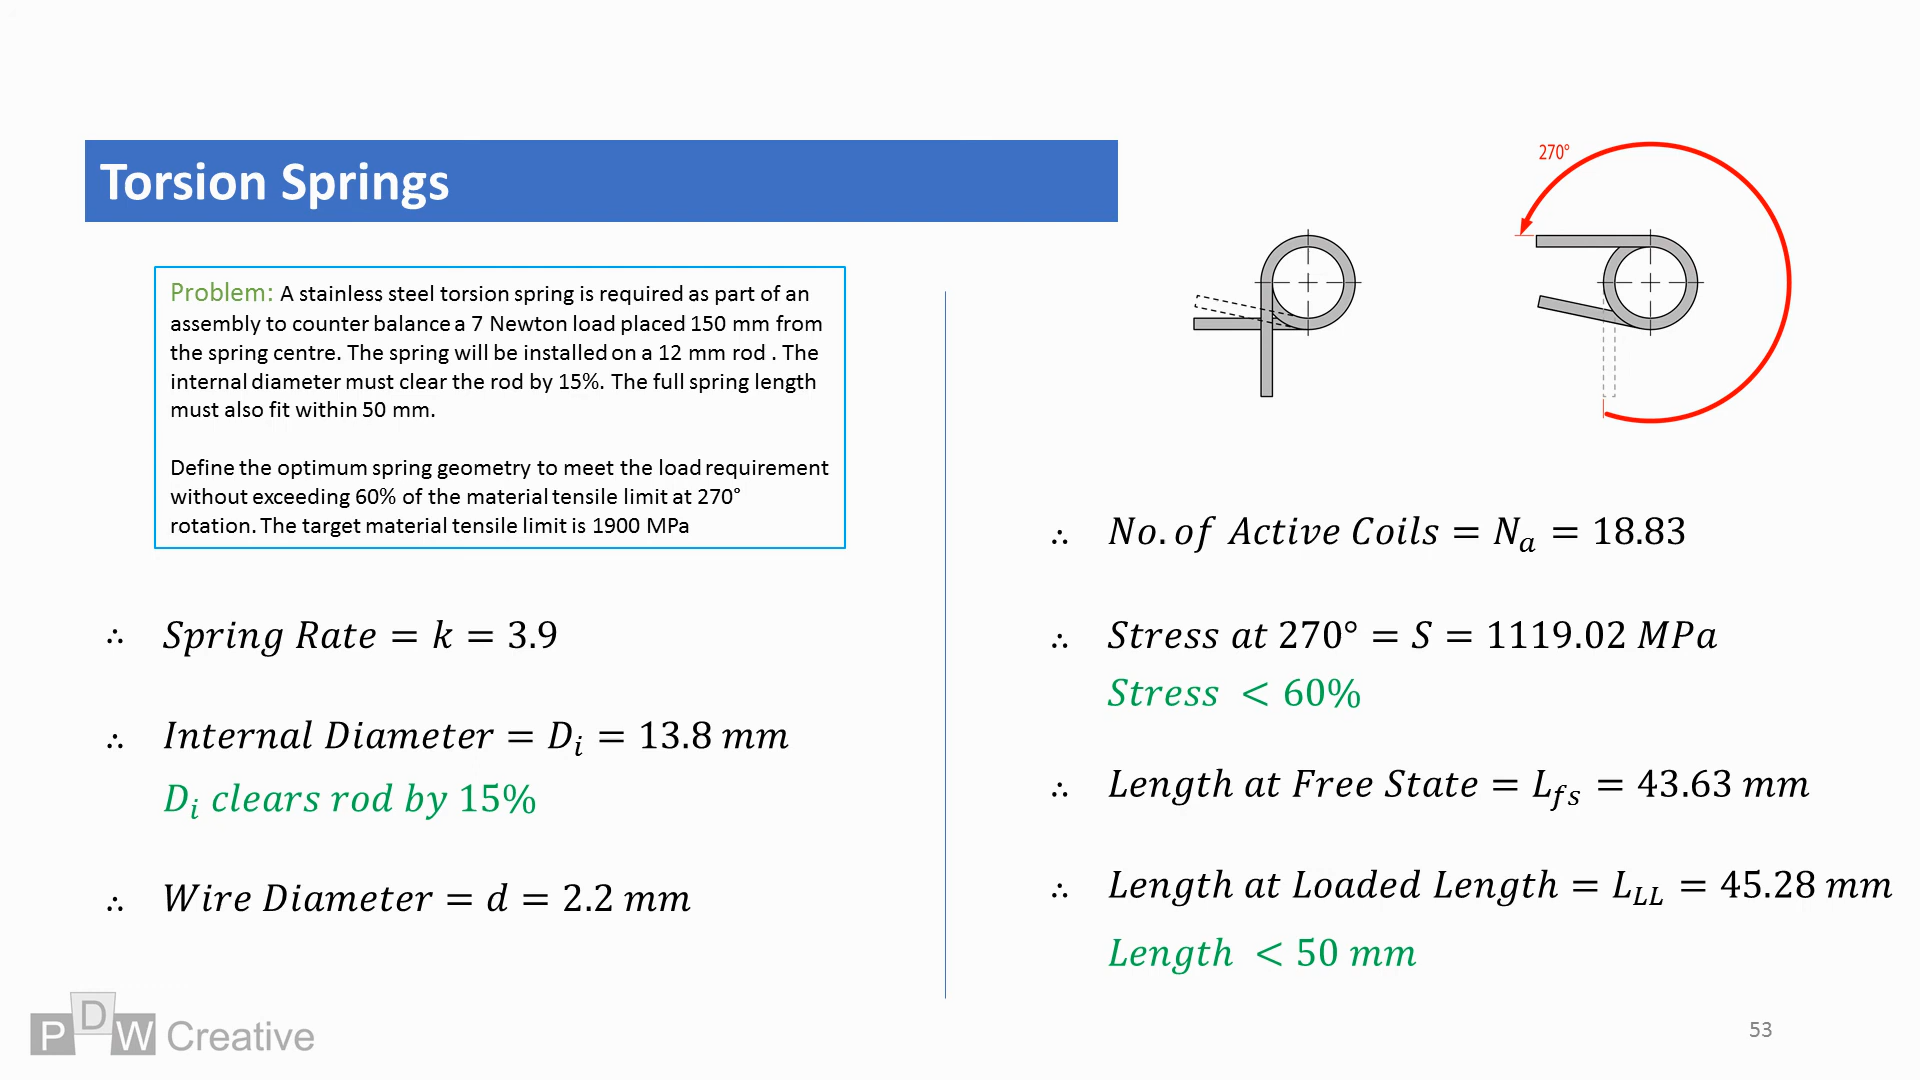 Torsion Springs
270°
Problem: A stainless steel torsion spring is required as part of an
assembly to counter balance a 7 Newton load placed 150 mm from
the spring centre. The spring will be installed on a 12 mm rod . The
internal diameter must clear the rod by 15%. The full spring length
must also fit within 50 mm.
Define the optimum spring geometry to meet the load requirement
without exceeding 60% of the material tensile limit at 270°
rotation. The target material tensile limit is 1900 MPa
∴ Spring Rate = k = 3.9
∴ Internal Diameter = Dᵢ = 13.8 mm
Dᵢ clears rod by 15%
∴ Wire Diameter = d = 2.2 mm
∴ No. of Active Coils = Nₐ = 18.83
∴ Stress at 270° = S = 1119.02 MPa
Stress < 60%
∴ Length at Free State = L_fs = 43.63 mm
∴ Length at Loaded Length = L_LL = 45.28 mm
Length < 50 mm
PDW Creative
53